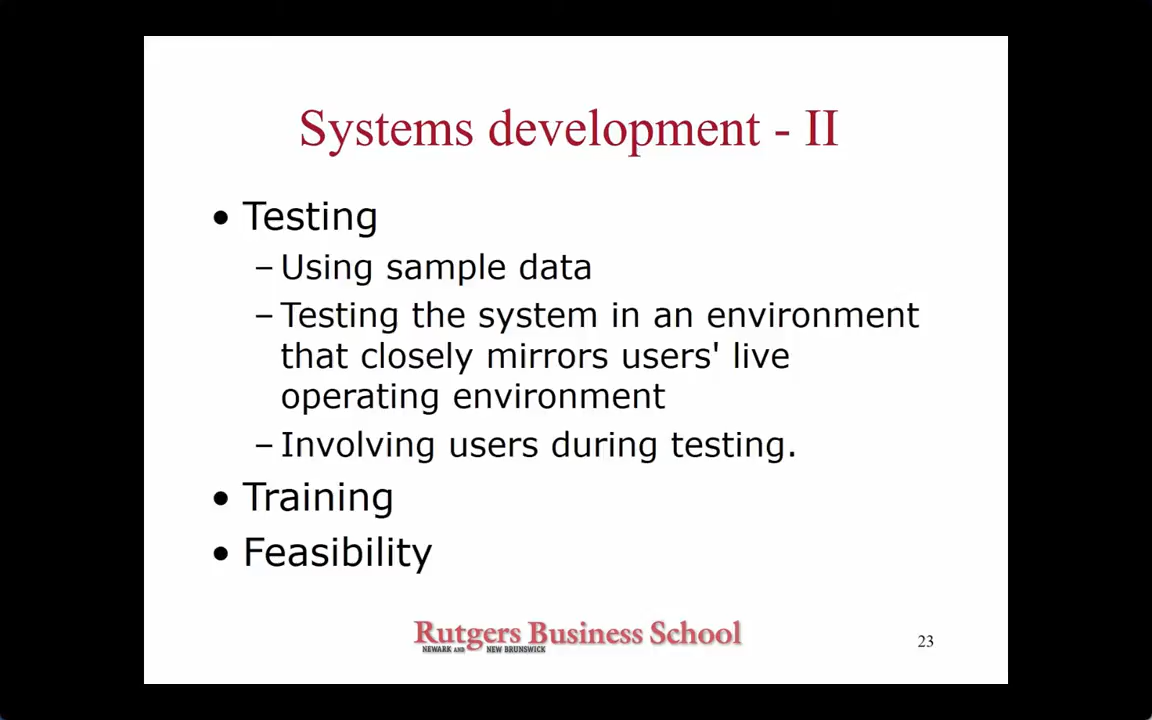 Systems development - II
• Testing
– Using sample data
– Testing the system in an environment
that closely mirrors users' live
operating environment
– Involving users during testing.
• Training
• Feasibility
Rutgers Business School
NEWARK AND NEW BRUNSWICK
23